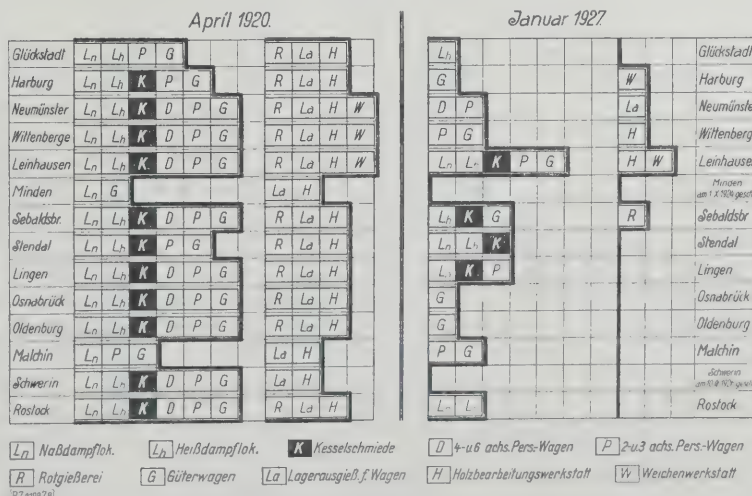 April 1920. Januar 1927.
Glückstadt Ln Lh P G R La H Lh Glückstadt
Harburg Ln Lh K P G R La H G W Harburg
Neumünster Ln Lh K D P G R La H W D P La Neumünste
Wittenberge Ln Lh K D P G R La H W P G H Wittenberg
Leinhausen Ln Lh K D P G R La H W Ln Lh K P G H W Leinhause
Minden Ln G La H Minden
Sebaldsbr. Ln Lh K D P G R La H Lh K G R Sebaldsbr
Stendal Ln Lh K P G R La H Ln Lh K Stendal
Lingen Ln Lh K D P G R La H Lh K P Lingen
Osnabrück Ln Lh K D P G R La H G Osnabrück
Oldenburg Ln Lh K D P G R La H G Oldenburg
Malchin Ln P G La H P G Malchin
Schwerin Ln Lh K D P G La H Schwerin
Rostock Ln Lh K D P G R La H Rostock
Ln Naßdampflok. Lh Heißdampflok. K Kesselschmiede D 4-u.6 achs.Pers.-Wagen P 2-u.3 achs.Pers.-Wagen
R Rotgießerei G Güterwagen La Lagerausgieß.f.Wagen H Holzbearbeitungswerkstatt W Weichenwerkstatt